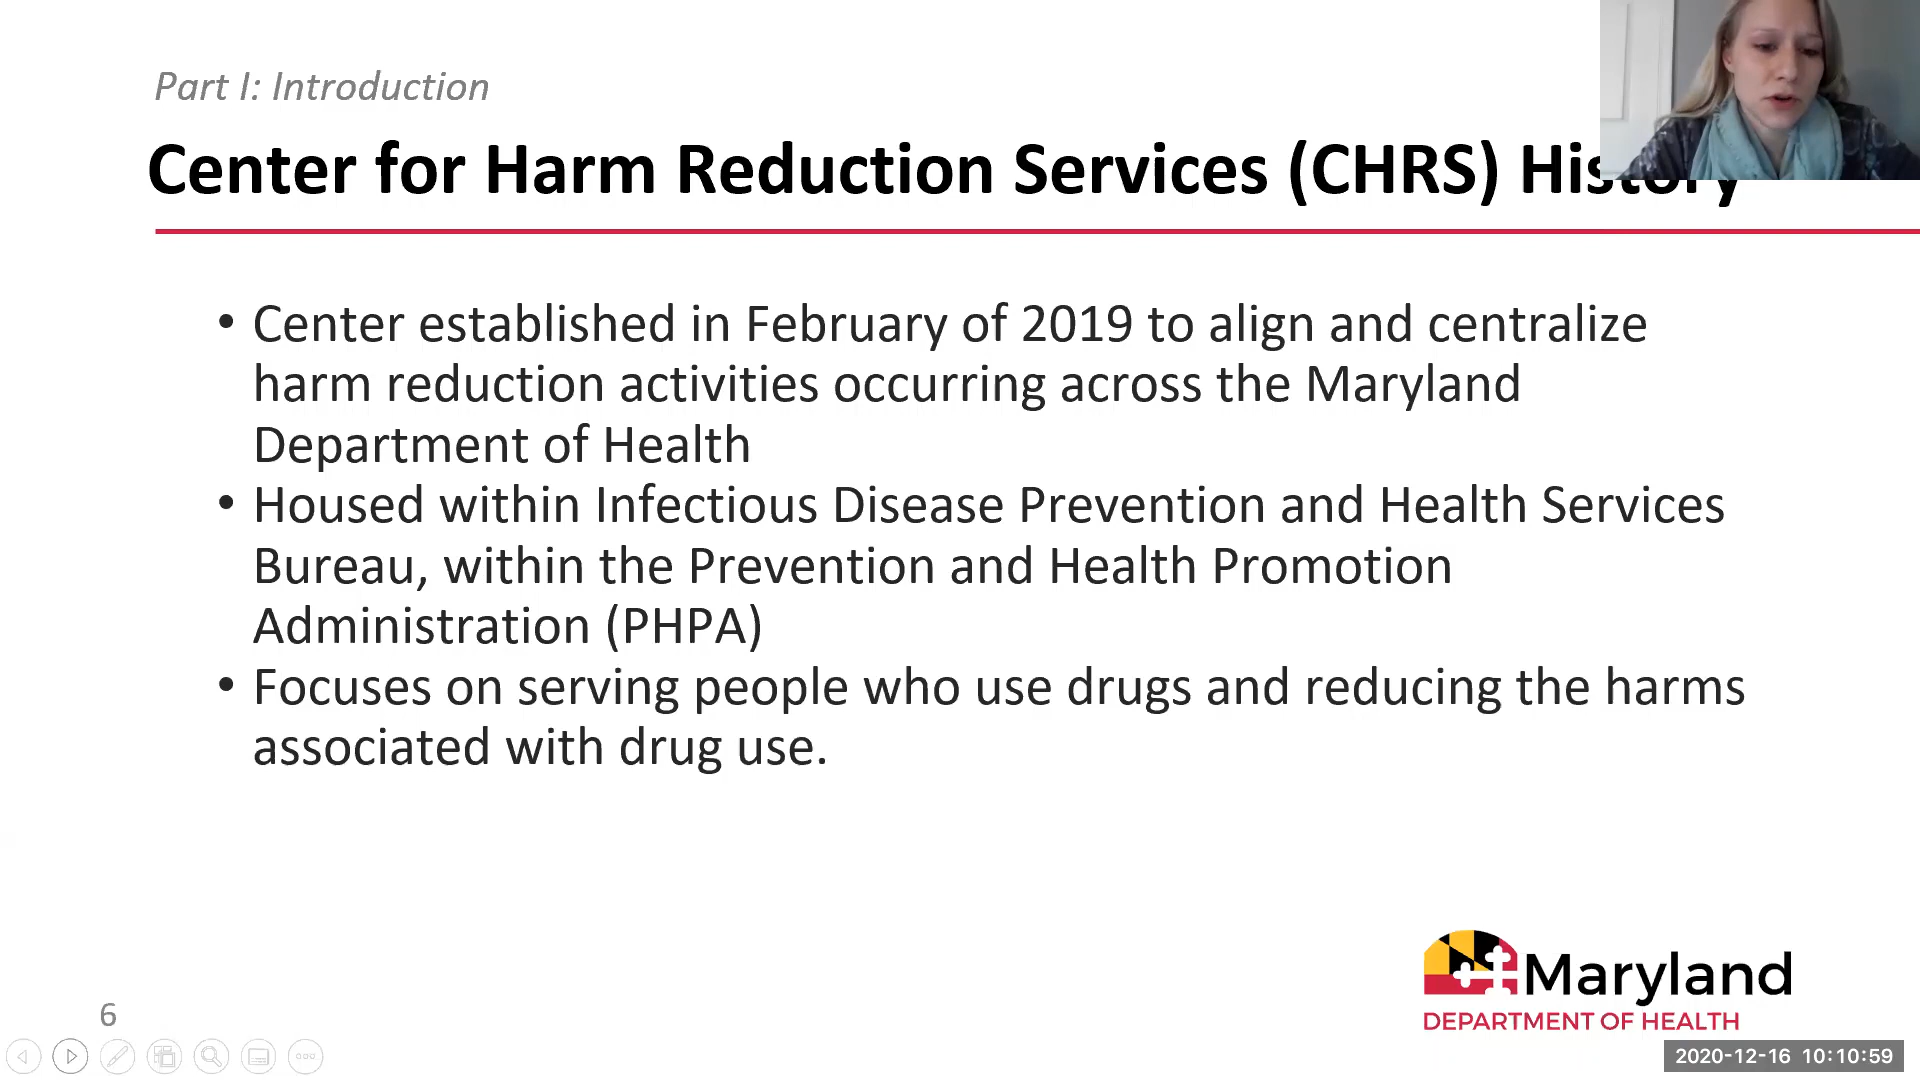 Part I: Introduction
Center for Harm Reduction Services (CHRS) History
• Center established in February of 2019 to align and centralize
harm reduction activities occurring across the Maryland
Department of Health
• Housed within Infectious Disease Prevention and Health Services
Bureau, within the Prevention and Health Promotion
Administration (PHPA)
• Focuses on serving people who use drugs and reducing the harms
associated with drug use.
Maryland
DEPARTMENT OF HEALTH
6
2020-12-16 10:10:59